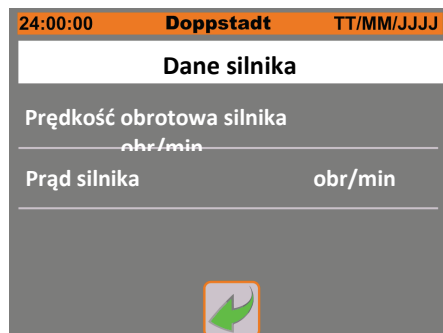 24:00:00 Doppstadt TT/MM/JJJJ
Dane silnika
Prędkość obrotowa silnika
obr/min
Prąd silnika obr/min